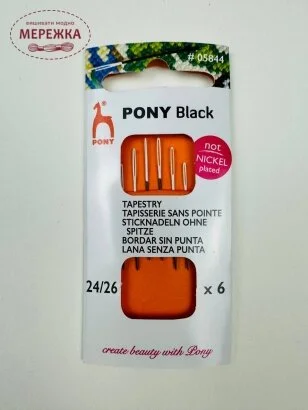 вишивати модно
МЕРЕЖКА
# 05844
PONY
PONY Black
not
NICKEL
plated
TAPESTRY
TAPISSERIE SANS POINTE
STICKNADELN OHNE
SPITZE
BORDAR SIN PUNTA
LANA SENZA PUNTA
24/26 x 6
create beauty with Pony